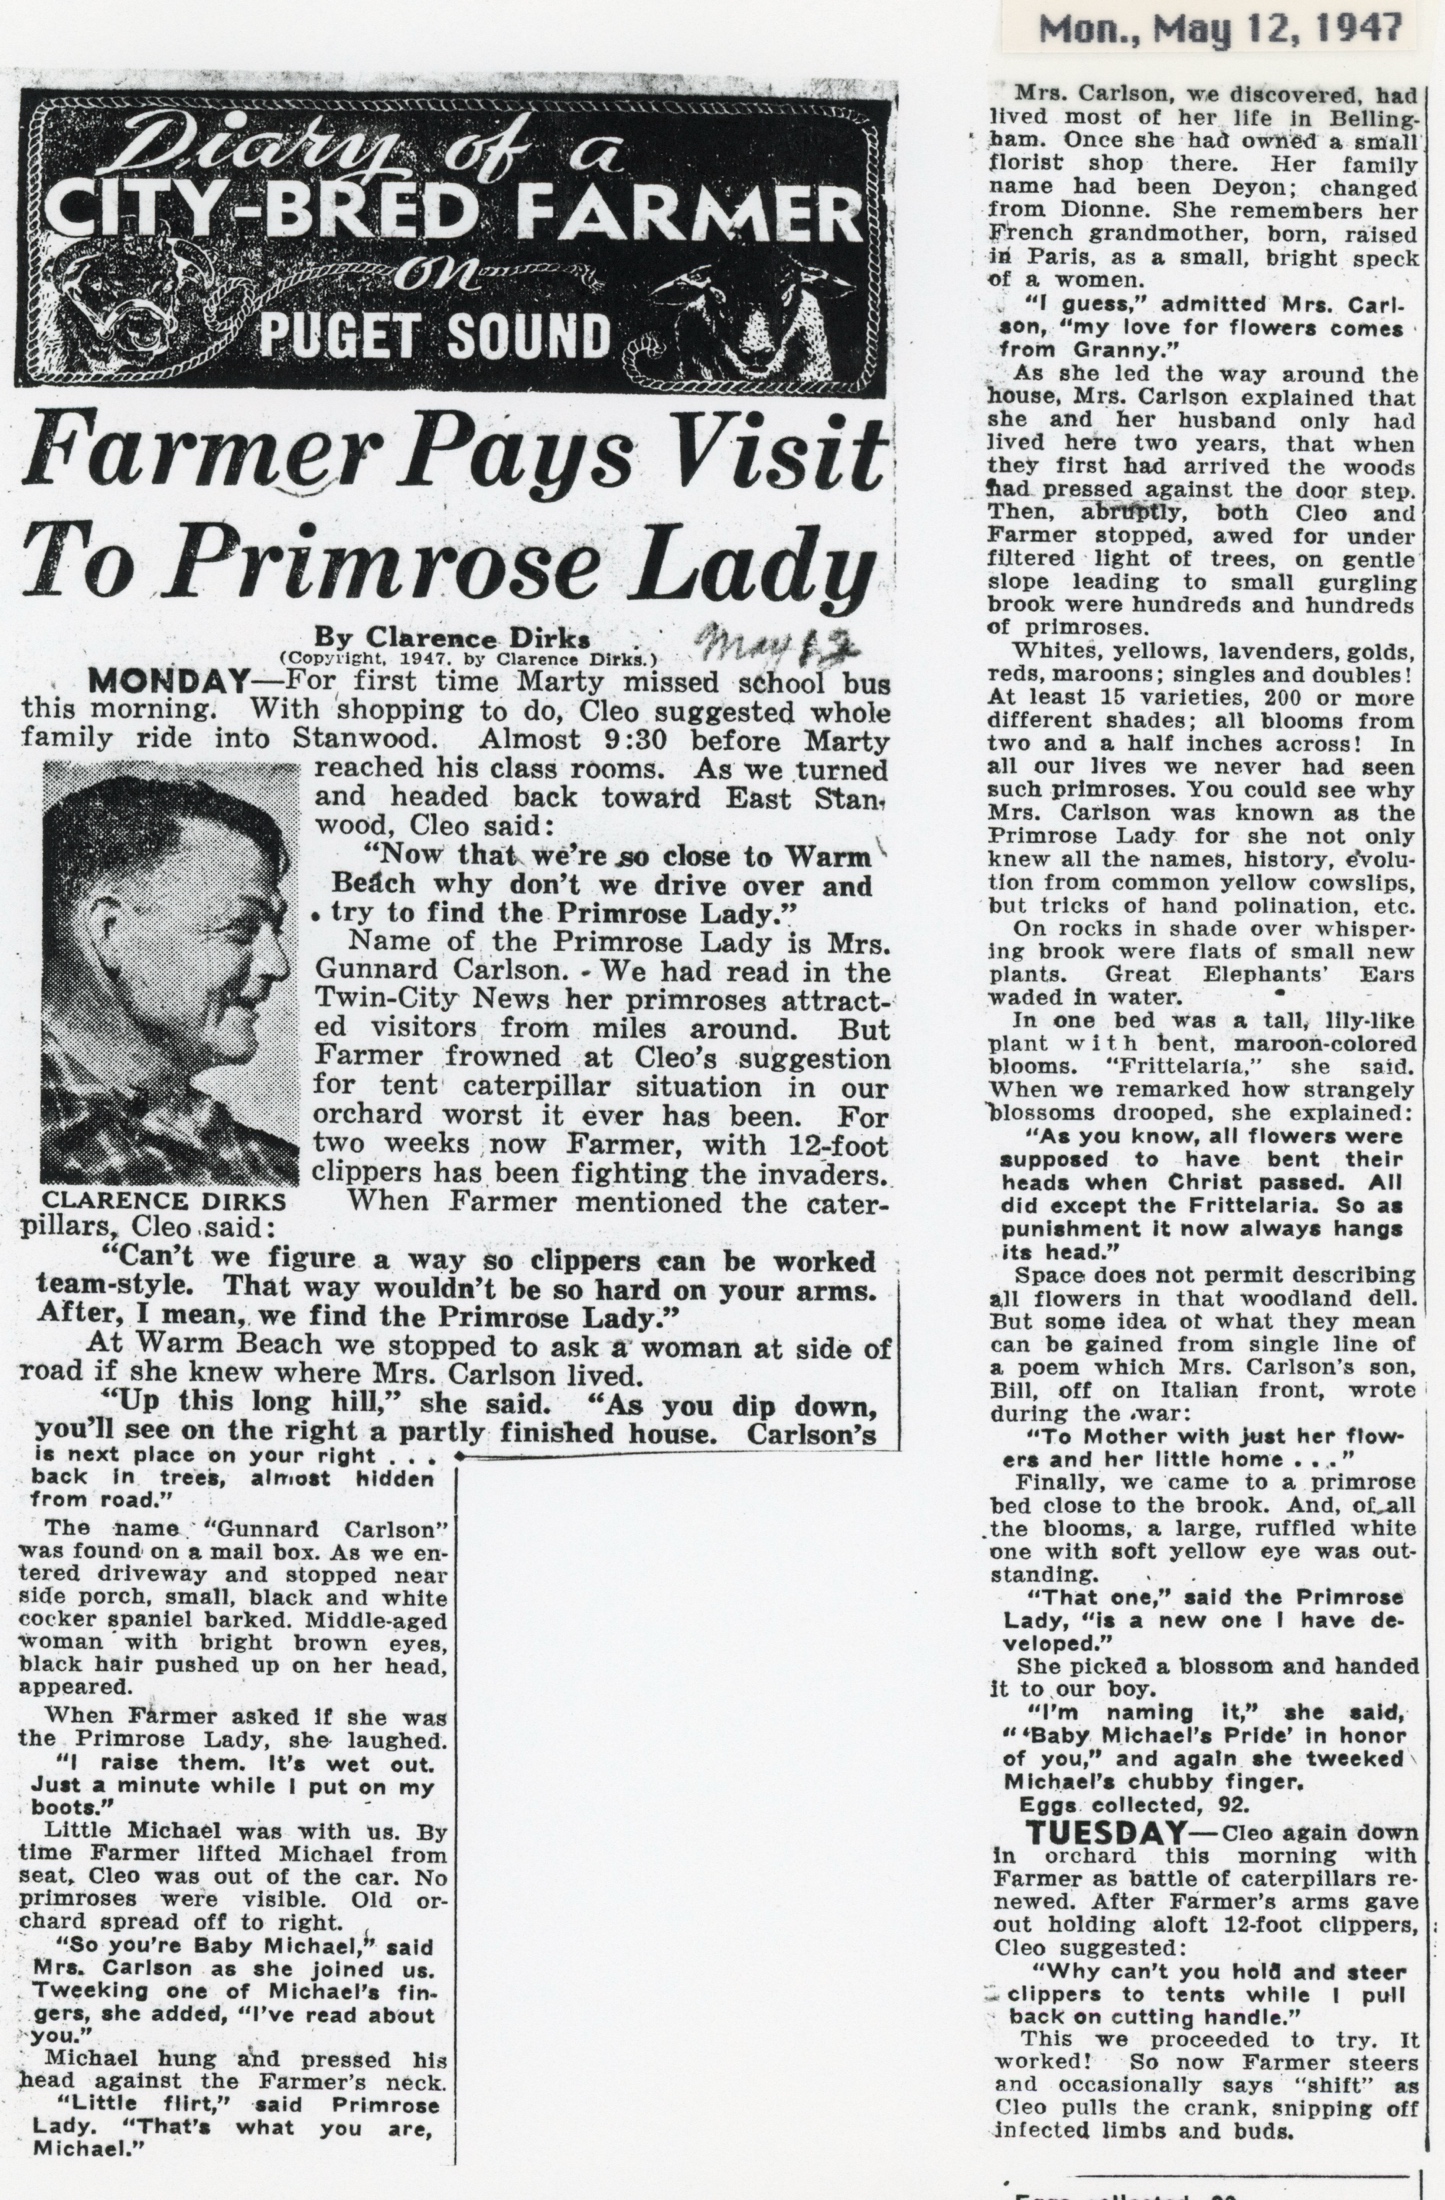 Mon., May 12, 1947
Diary of a
CITY-BRED FARMER
on
PUGET SOUND
Farmer Pays Visit
To Primrose Lady
By Clarence Dirks
May 12
(Copyright, 1947, by Clarence Dirks.)
MONDAY—For first time Marty missed school bus
this morning. With shopping to do, Cleo suggested whole
family ride into Stanwood. Almost 9:30 before Marty
reached his class rooms. As we turned
and headed back toward East Stan-
wood, Cleo said:
"Now that we're so close to Warm
Beach why don't we drive over and
try to find the Primrose Lady."
Name of the Primrose Lady is Mrs.
Gunnard Carlson. - We had read in the
Twin-City News her primroses attract-
ed visitors from miles around. But
Farmer frowned at Cleo's suggestion
for tent caterpillar situation in our
orchard worst it ever has been. For
two weeks now Farmer, with 12-foot
clippers has been fighting the invaders.
CLARENCE DIRKS
When Farmer mentioned the cater-
pillars, Cleo said:
"Can't we figure a way so clippers can be worked
team-style. That way wouldn't be so hard on your arms.
After, I mean, we find the Primrose Lady."
At Warm Beach we stopped to ask a woman at side of
road if she knew where Mrs. Carlson lived.
"Up this long hill," she said. "As you dip down,
you'll see on the right a partly finished house. Carlson's
is next place on your right . . .
back in trees, almost hidden
from road."
The name "Gunnard Carlson"
was found on a mail box. As we en-
tered driveway and stopped near
side porch, small, black and white
cocker spaniel barked. Middle-aged
woman with bright brown eyes,
black hair pushed up on her head,
appeared.
When Farmer asked if she was
the Primrose Lady, she laughed.
"I raise them. It's wet out.
Just a minute while I put on my
boots."
Little Michael was with us. By
time Farmer lifted Michael from
seat, Cleo was out of the car. No
primroses were visible. Old or-
chard spread off to right.
"So you're Baby Michael," said
Mrs. Carlson as she joined us.
Tweeking one of Michael's fin-
gers, she added, "I've read about
you."
Michael hung and pressed his
head against the Farmer's neck.
"Little flirt," said Primrose
Lady. "That's what you are,
Michael."
Mrs. Carlson, we discovered, had
lived most of her life in Belling-
ham. Once she had owned a small
florist shop there. Her family
name had been Deyon; changed
from Dionne. She remembers her
French grandmother, born, raised
in Paris, as a small, bright speck
of a women.
"I guess," admitted Mrs. Carl-
son, "my love for flowers comes
from Granny."
As she led the way around the
house, Mrs. Carlson explained that
she and her husband only had
lived here two years, that when
they first had arrived the woods
had pressed against the door step.
Then, abruptly, both Cleo and
Farmer stopped, awed for under
filtered light of trees, on gentle
slope leading to small gurgling
brook were hundreds and hundreds
of primroses.
Whites, yellows, lavenders, golds,
reds, maroons; singles and doubles!
At least 15 varieties, 200 or more
different shades; all blooms from
two and a half inches across! In
all our lives we never had seen
such primroses. You could see why
Mrs. Carlson was known as the
Primrose Lady for she not only
knew all the names, history, evolu-
tion from common yellow cowslips,
but tricks of hand polination, etc.
On rocks in shade over whisper-
ing brook were flats of small new
plants. Great Elephants' Ears
waded in water.
In one bed was a tall, lily-like
plant with bent, maroon-colored
blooms. "Frittelaria," she said.
When we remarked how strangely
blossoms drooped, she explained:
"As you know, all flowers were
supposed to have bent their
heads when Christ passed. All
did except the Frittelaria. So as
punishment it now always hangs
its head."
Space does not permit describing
all flowers in that woodland dell.
But some idea of what they mean
can be gained from single line of
a poem which Mrs. Carlson's son,
Bill, off on Italian front, wrote
during the war:
"To Mother with just her flow-
ers and her little home . . ."
Finally, we came to a primrose
bed close to the brook. And, of all
the blooms, a large, ruffled white
one with soft yellow eye was out-
standing.
"That one," said the Primrose
Lady, "is a new one I have de-
veloped."
She picked a blossom and handed
it to our boy.
"I'm naming it," she said,
"'Baby Michael's Pride' in honor
of you," and again she tweeked
Michael's chubby finger.
Eggs collected, 92.
TUESDAY—Cleo again down
in orchard this morning with
Farmer as battle of caterpillars re-
newed. After Farmer's arms gave
out holding aloft 12-foot clippers,
Cleo suggested:
"Why can't you hold and steer
clippers to tents while I pull
back on cutting handle."
This we proceeded to try. It
worked! So now Farmer steers
and occasionally says "shift" as
Cleo pulls the crank, snipping off
infected limbs and buds.